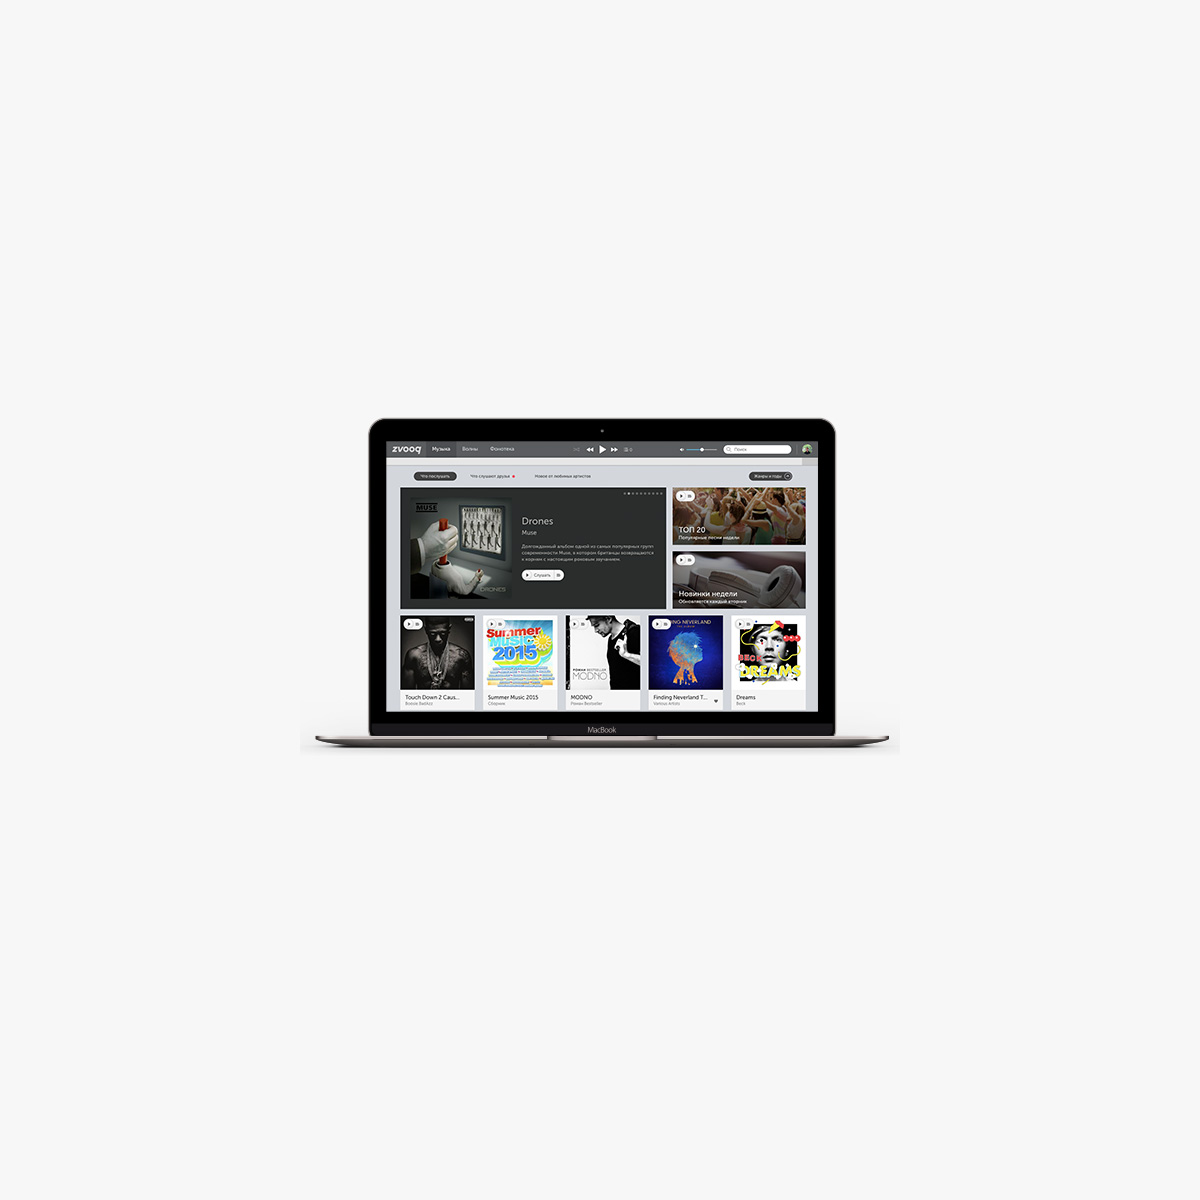 zvooq Музыка Волны Фонотека Поиск
Что послушать Что слушают друзья Новое от любимых артистов Жанры и годы
MUSE
DRONES
Drones
Muse
Долгожданный альбом одной из самых популярных групп
современности Muse, в котором британцы возвращаются
к корням с настоящим роковым звучанием.
Слушать
ТОП 20
Популярные песни недели
Новинки недели
Обновляются каждый вторник
Touch Down 2 Caus...
Boosie BadAzz
Summer
MUSIC
2015
Summer Music 2015
Сборник
РОМАН BESTSELLER
MODNO
MODNO
Роман Bestseller
NG NEVERLAND
Finding Neverland T...
Various Artists
BECK
DREAMS
Dreams
Beck
MacBook